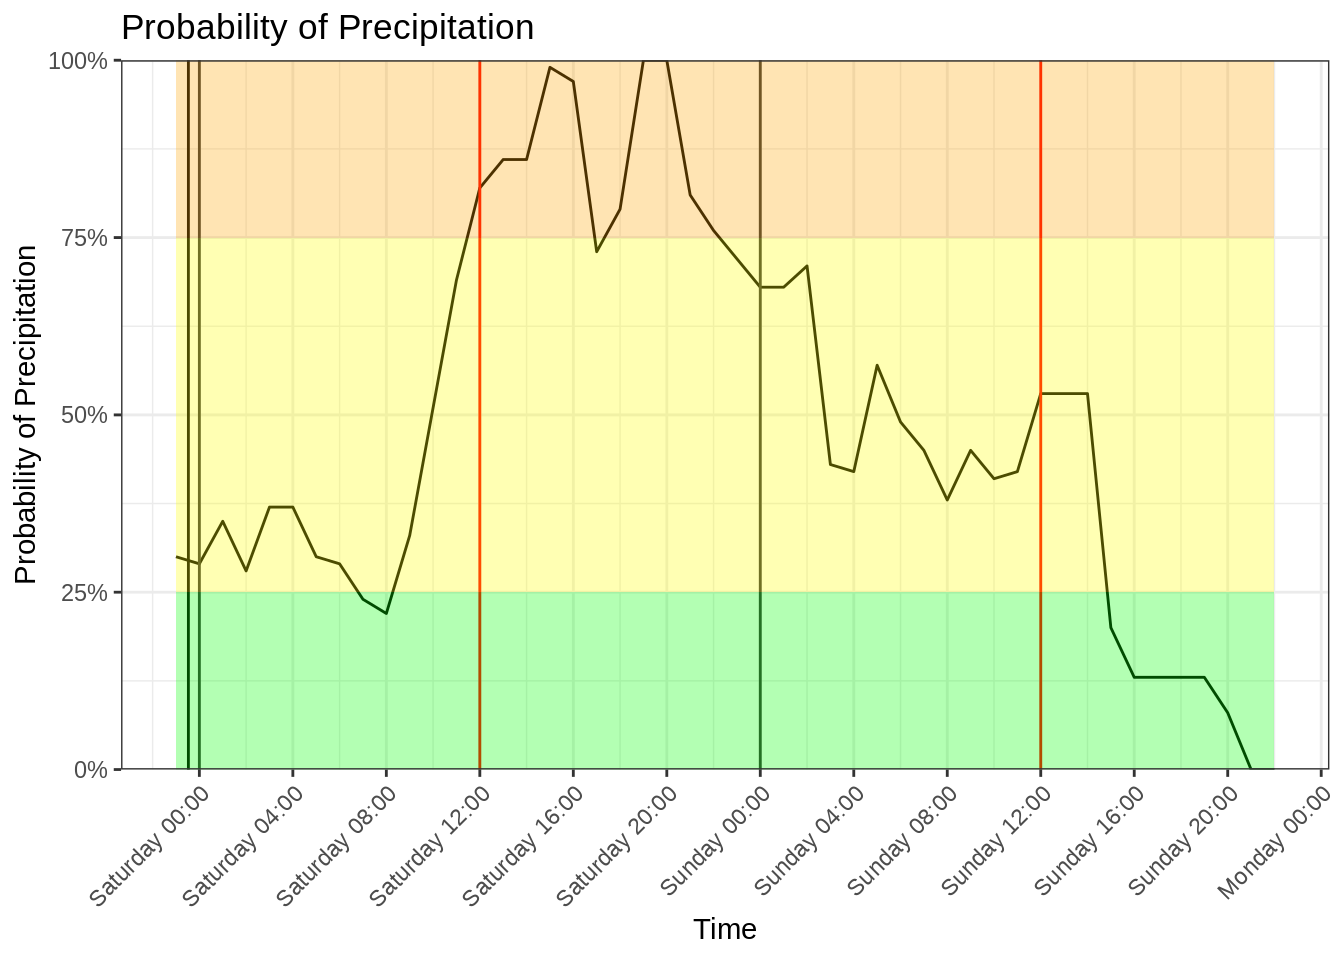 Probability of Precipitation
Probability of Precipitation
100%
75%
50%
25%
0%
Saturday 00:00
Saturday 04:00
Saturday 08:00
Saturday 12:00
Saturday 16:00
Saturday 20:00
Sunday 00:00
Sunday 04:00
Sunday 08:00
Sunday 12:00
Sunday 16:00
Sunday 20:00
Monday 00:00
Time